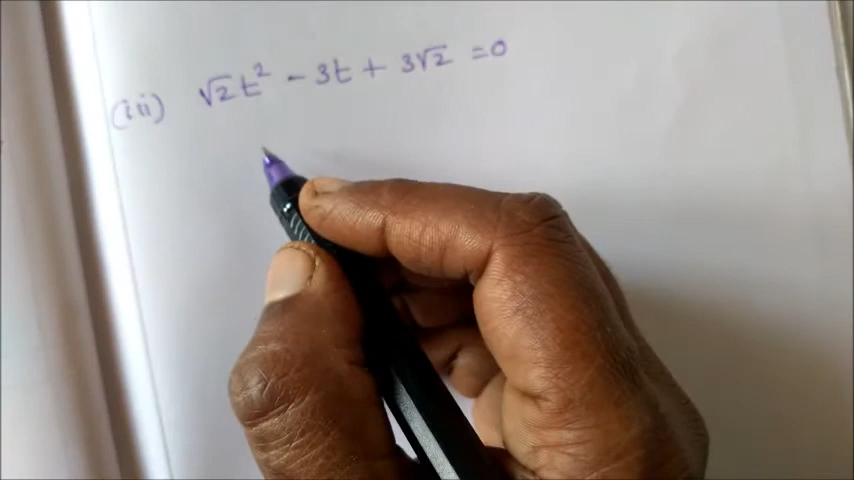 (iii) √2t² - 3t + 3√2 = 0